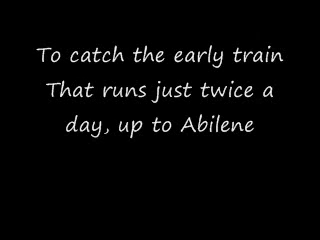 To catch the early train
That runs just twice a
day, up to Abilene